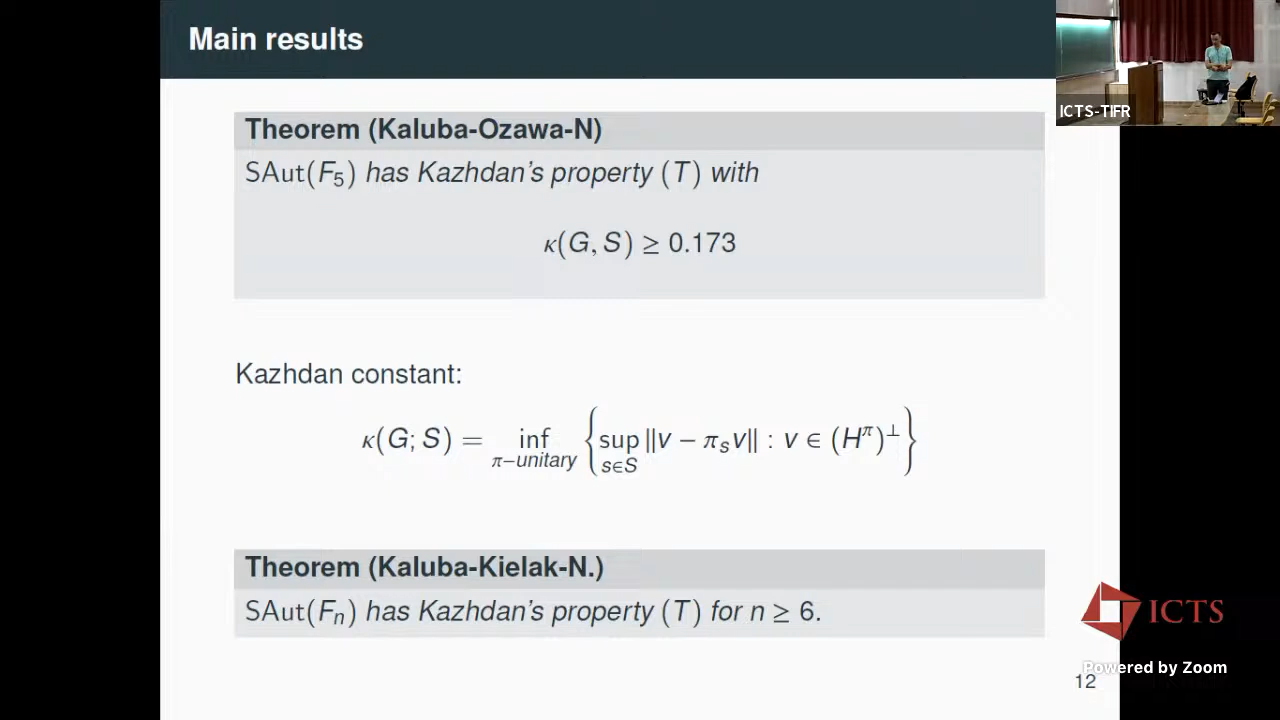 Main results
ICTS-TIFR
Theorem (Kaluba-Ozawa-N)
SAut(F₅) has Kazhdan's property (T) with
κ(G, S) ≥ 0.173
Kazhdan constant:
κ(G; S) = inf π−unitary { sup s∈S ‖v − πₛv‖ : v ∈ (H^π)^⊥ }
Theorem (Kaluba-Kielak-N.)
SAut(Fₙ) has Kazhdan's property (T) for n ≥ 6.
ICTS
Powered by Zoom
12